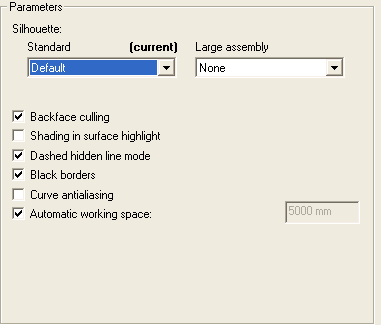 Parameters
Silhouette:
Standard (current) Large assembly
Default None
Backface culling
Shading in surface highlight
Dashed hidden line mode
Black borders
Curve antialiasing
Automatic working space: 5000 mm